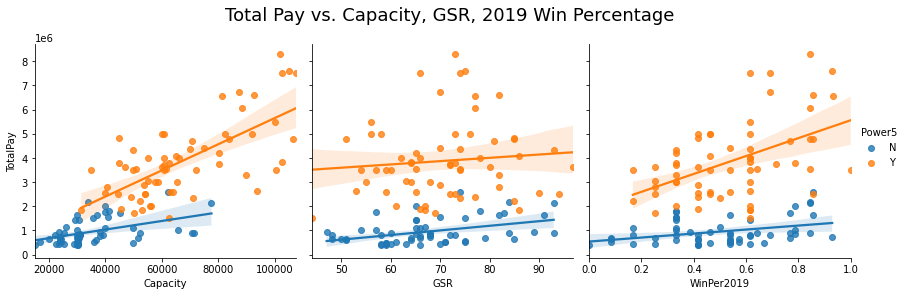 Total Pay vs. Capacity, GSR, 2019 Win Percentage
1e6
8
7
6
5
4
3
2
1
0
TotalPay
20000 40000 60000 80000 100000
Capacity
50 60 70 80 90
GSR
0.0 0.2 0.4 0.6 0.8 1.0
WinPer2019
Power5
N
Y